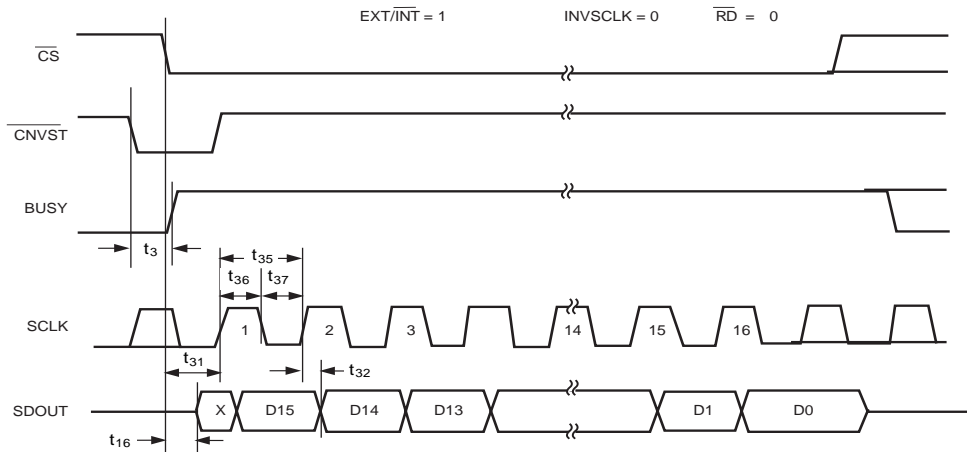 EXT/INT = 1 INVSCLK = 0 RD = 0
CS
CNVST
BUSY
t3
t35
t36 t37
SCLK 1 2 3 14 15 16
t31
t32
SDOUT X D15 D14 D13 D1 D0
t16